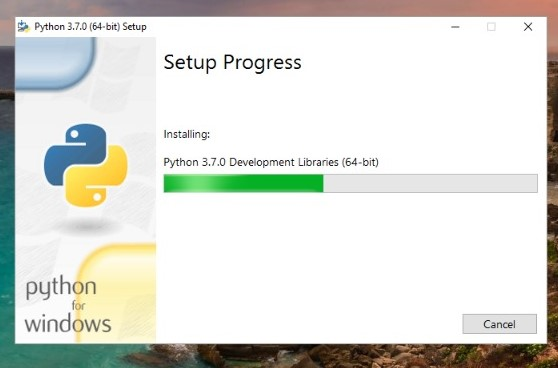 Python 3.7.0 (64-bit) Setup
Setup Progress
Installing:
Python 3.7.0 Development Libraries (64-bit)
python
for
windows
Cancel